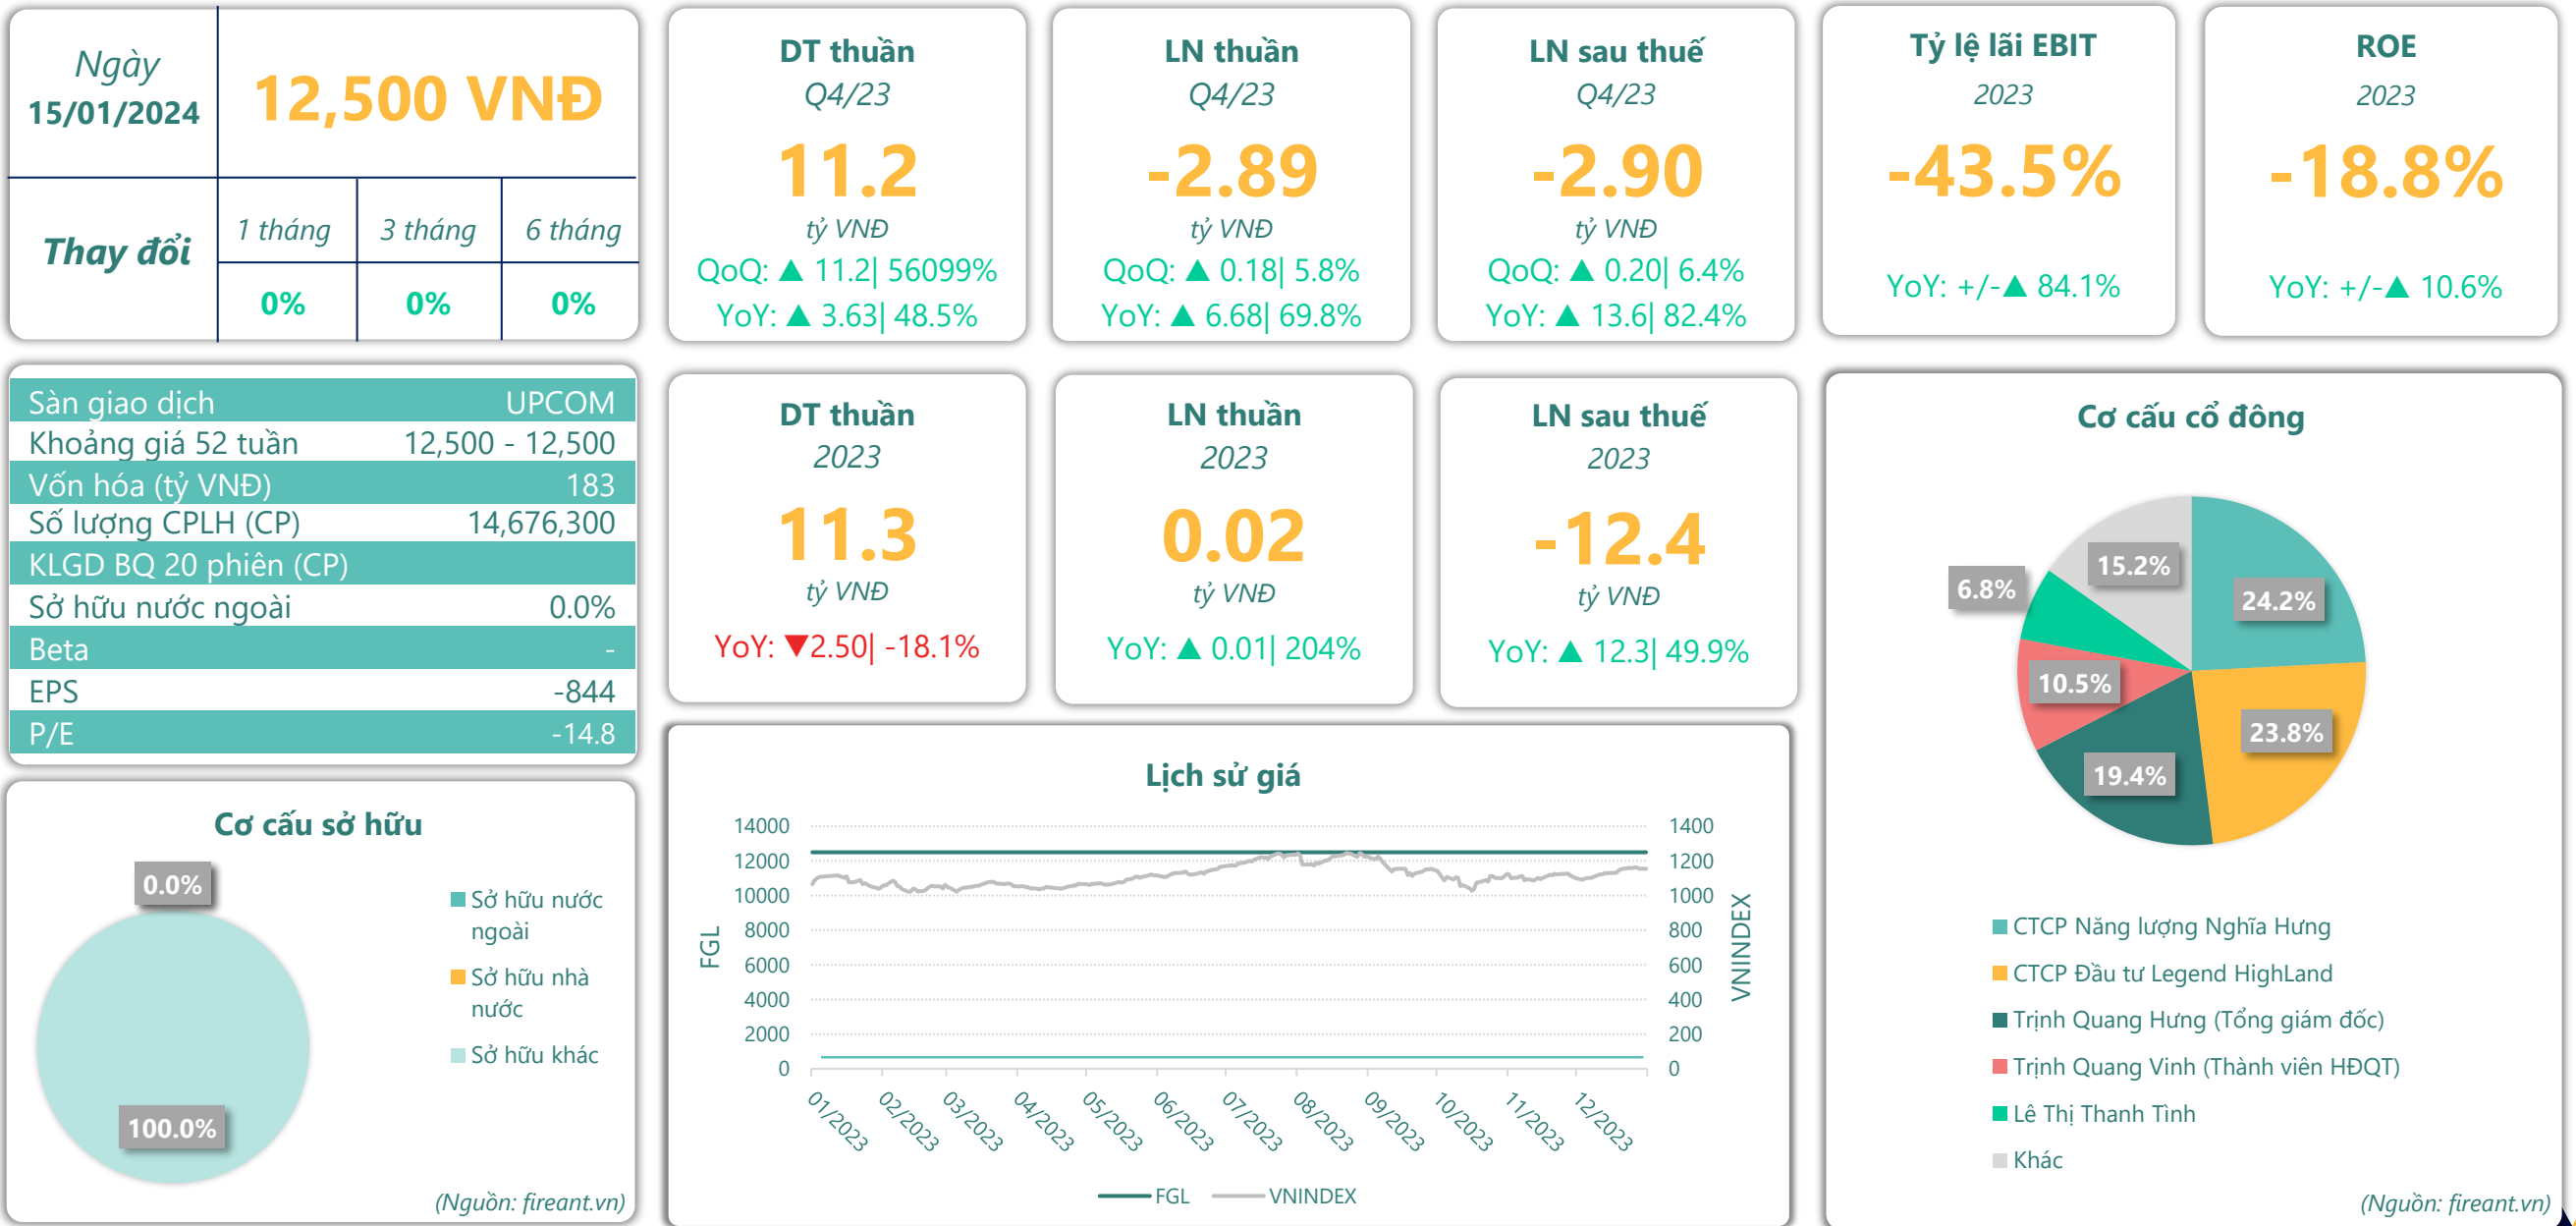 Ngày
15/01/2024
12,500 VNĐ
Thay đổi
1 tháng 3 tháng 6 tháng
0% 0% 0%
DT thuần
Q4/23
11.2
tỷ VNĐ
QoQ: ▲ 11.2| 56099%
YoY: ▲ 3.63| 48.5%
LN thuần
Q4/23
-2.89
tỷ VNĐ
QoQ: ▲ 0.18| 5.8%
YoY: ▲ 6.68| 69.8%
LN sau thuế
Q4/23
-2.90
tỷ VNĐ
QoQ: ▲ 0.20| 6.4%
YoY: ▲ 13.6| 82.4%
Tỷ lệ lãi EBIT
2023
-43.5%
YoY: +/-▲ 84.1%
ROE
2023
-18.8%
YoY: +/-▲ 10.6%
Sàn giao dịch UPCOM
Khoảng giá 52 tuần 12,500 - 12,500
Vốn hóa (tỷ VNĐ) 183
Số lượng CPLH (CP) 14,676,300
KLGD BQ 20 phiên (CP)
Sở hữu nước ngoài 0.0%
Beta -
EPS -844
P/E -14.8
DT thuần
2023
11.3
tỷ VNĐ
YoY: ▼2.50| -18.1%
LN thuần
2023
0.02
tỷ VNĐ
YoY: ▲ 0.01| 204%
LN sau thuế
2023
-12.4
tỷ VNĐ
YoY: ▲ 12.3| 49.9%
Cơ cấu sở hữu
0.0%
100.0%
Sở hữu nước
ngoài
Sở hữu nhà
nước
Sở hữu khác
(Nguồn: fireant.vn)
Lịch sử giá
14000
12000
10000
8000
6000
4000
2000
0
FGL
1400
1200
1000
800
600
400
200
0
VNINDEX
01/2023 02/2023 03/2023 04/2023 05/2023 06/2023 07/2023 08/2023 09/2023 10/2023 11/2023 12/2023
FGL VNINDEX
Cơ cấu cổ đông
15.2%
6.8%
24.2%
10.5%
23.8%
19.4%
CTCP Năng lượng Nghĩa Hưng
CTCP Đầu tư Legend HighLand
Trịnh Quang Hưng (Tổng giám đốc)
Trịnh Quang Vinh (Thành viên HĐQT)
Lê Thị Thanh Tình
Khác
(Nguồn: fireant.vn)